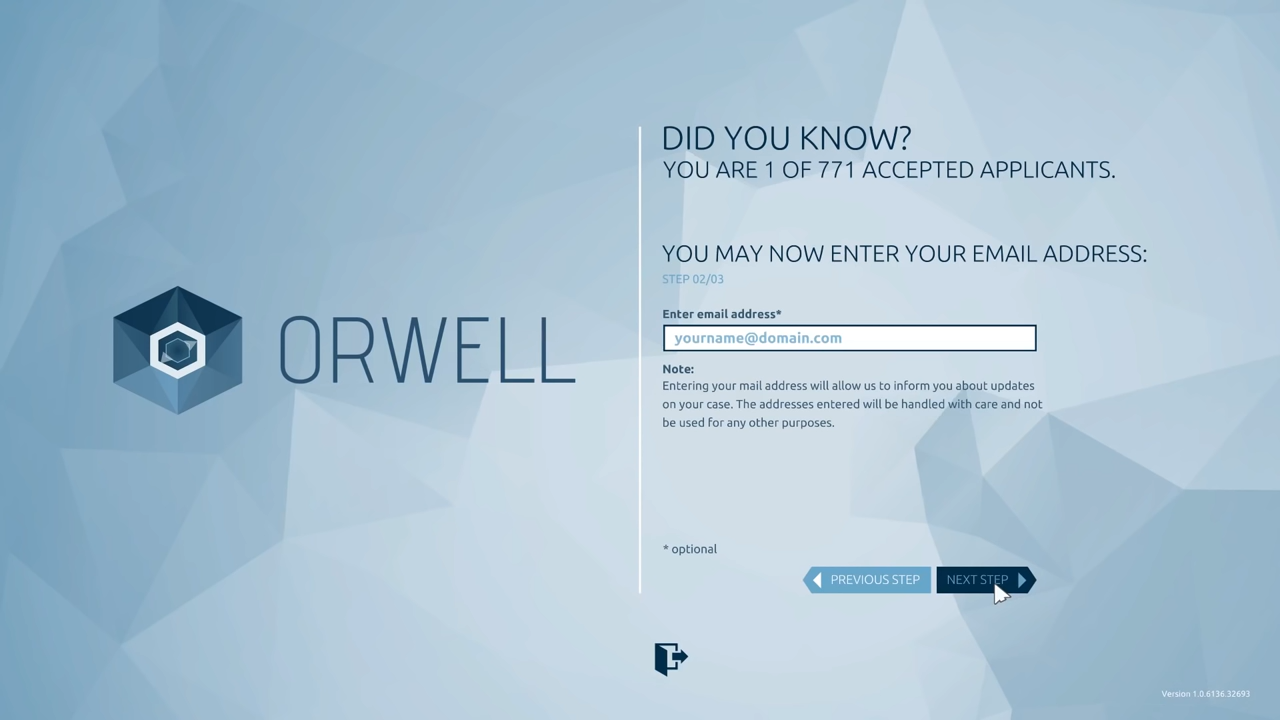 ORWELL
DID YOU KNOW?
YOU ARE 1 OF 771 ACCEPTED APPLICANTS.
YOU MAY NOW ENTER YOUR EMAIL ADDRESS:
STEP 02/03
Enter email address*
yourname@domain.com
Note:
Entering your mail address will allow us to inform you about updates
on your case. The addresses entered will be handled with care and not
be used for any other purposes.
* optional
PREVIOUS STEP
NEXT STEP
Version 1.0.6136.32693